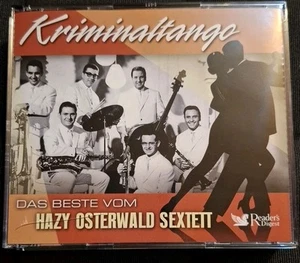 Kriminaltango
DAS BESTE VOM
HAZY OSTERWALD SEXTETT
Reader's
Digest